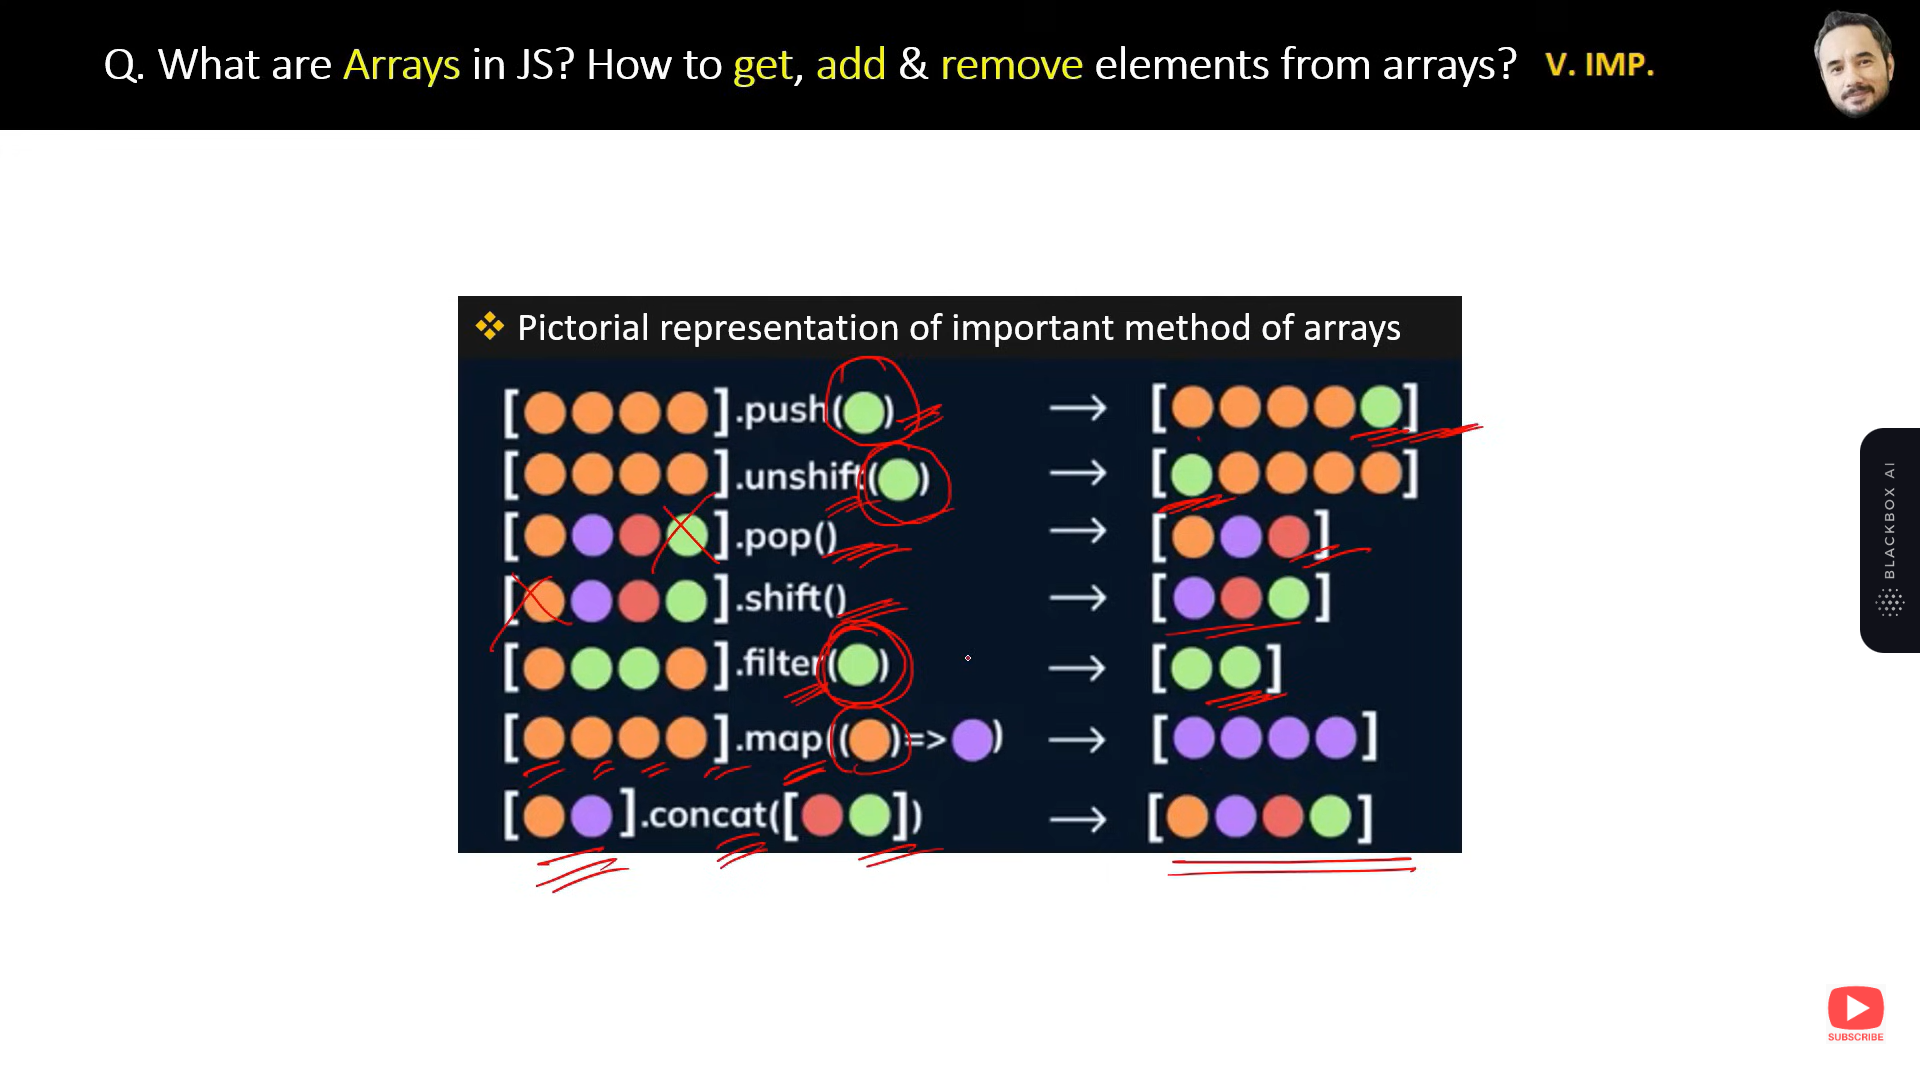 Q. What are Arrays in JS? How to get, add & remove elements from arrays? V. IMP.
Pictorial representation of important method of arrays
[ ].push( ) → [ ]
[ ].unshift( ) → [ ]
[ ].pop() → [ ]
[ ].shift() → [ ]
[ ].filter( ) → [ ]
[ ].map(( )=> ) → [ ]
[ ].concat([ ]) → [ ]
BLACKBOX AI
SUBSCRIBE